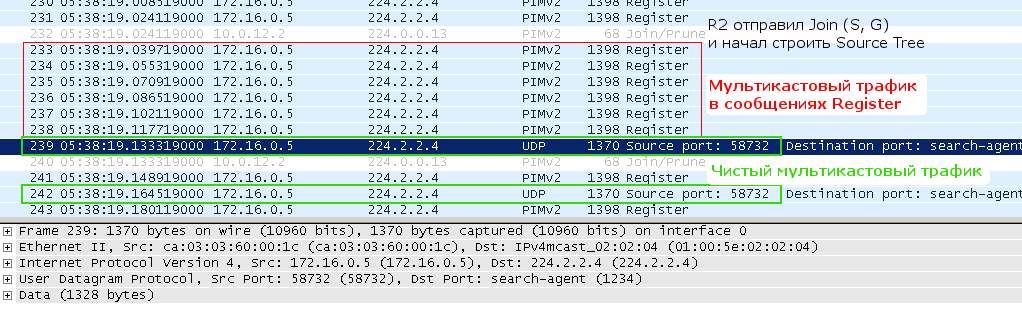 230 05:38:19.008519000 172.16.0.5 224.2.2.4 PIMv2 1398 Register
231 05:38:19.024119000 172.16.0.5 224.2.2.4 PIMv2 1398 Register
R2 отправил Join (S, G)
232 05:38:19.024119000 10.0.12.2 224.0.0.13 PIMv2 68 Join/Prune
и начал строить Source Tree
233 05:38:19.039719000 172.16.0.5 224.2.2.4 PIMv2 1398 Register
234 05:38:19.055319000 172.16.0.5 224.2.2.4 PIMv2 1398 Register
235 05:38:19.070919000 172.16.0.5 224.2.2.4 PIMv2 1398 Register
Мультикастовый трафик
236 05:38:19.086519000 172.16.0.5 224.2.2.4 PIMv2 1398 Register
в сообщениях Register
237 05:38:19.102119000 172.16.0.5 224.2.2.4 PIMv2 1398 Register
238 05:38:19.117719000 172.16.0.5 224.2.2.4 PIMv2 1398 Register
239 05:38:19.133319000 172.16.0.5 224.2.2.4 UDP 1370 Source port: 58732 Destination port: search-agent
240 05:38:19.133319000 10.0.12.2 224.0.0.13 PIMv2 68 Join/Prune
Чистый мультикастовый трафик
241 05:38:19.148919000 172.16.0.5 224.2.2.4 PIMv2 1398 Register
242 05:38:19.164519000 172.16.0.5 224.2.2.4 UDP 1370 Source port: 58732 Destination port: search-agent
243 05:38:19.180119000 172.16.0.5 224.2.2.4 PIMv2 1398 Register
Frame 239: 1370 bytes on wire (10960 bits), 1370 bytes captured (10960 bits) on interface 0
Ethernet II, Src: ca:03:03:60:00:1c (ca:03:03:60:00:1c), Dst: IPv4mcast_02:02:04 (01:00:5e:02:02:04)
Internet Protocol Version 4, Src: 172.16.0.5 (172.16.0.5), Dst: 224.2.2.4 (224.2.2.4)
User Datagram Protocol, Src Port: 58732 (58732), Dst Port: search-agent (1234)
Data (1328 bytes)